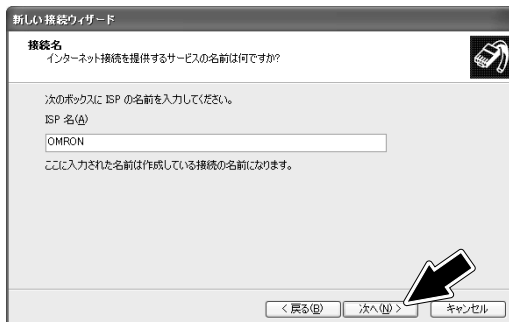 新しい接続ウィザード
接続名
インターネット接続を提供するサービスの名前は何ですか?
次のボックスに ISP の名前を入力してください。
ISP 名(A)
OMRON
ここに入力された名前は作成している接続の名前になります。
< 戻る(B) 次へ(N) > キャンセル